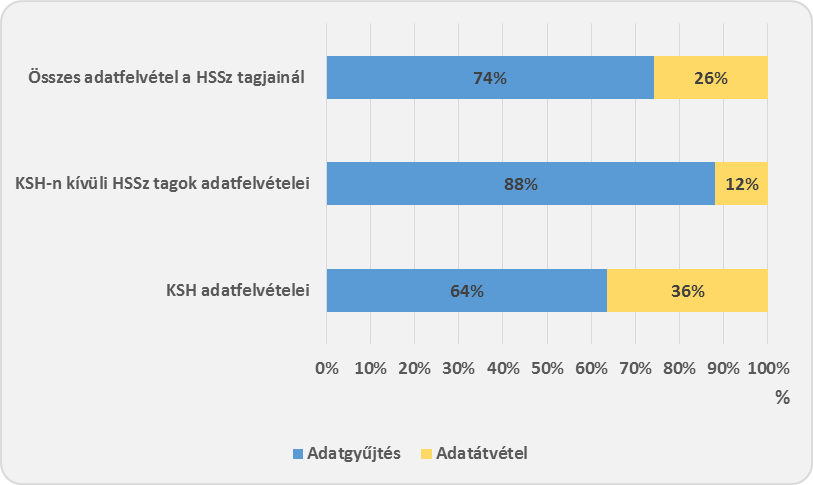 Összes adatfelvétel a HSSz tagjainál
74%
26%
KSH-n kívüli HSSz tagok adatfelvételei
88%
12%
KSH adatfelvételei
64%
36%
0% 10% 20% 30% 40% 50% 60% 70% 80% 90% 100%
%
Adatgyűjtés Adatátvétel